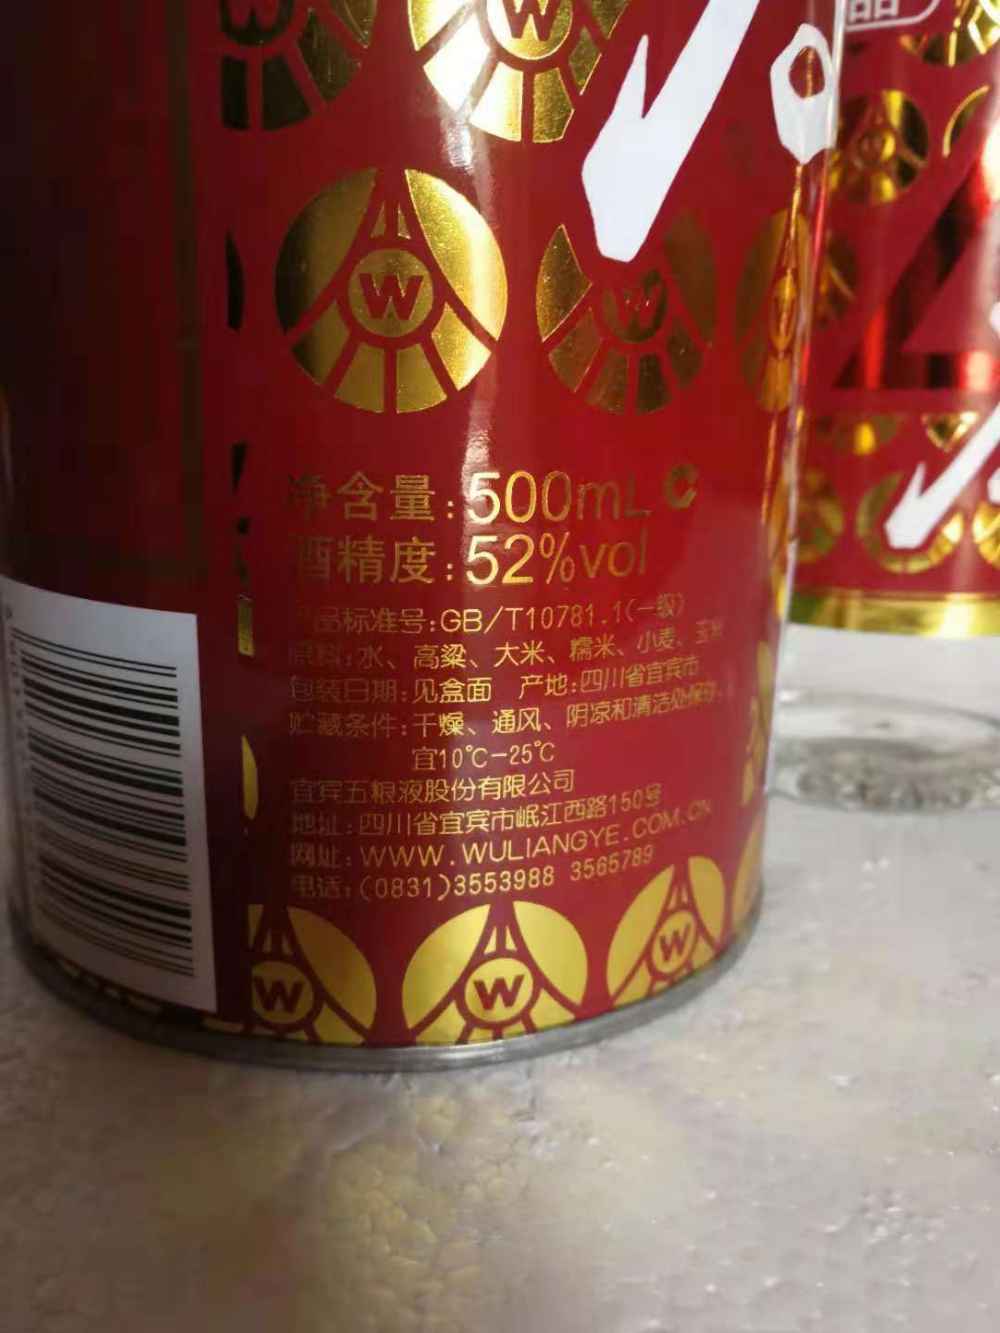 品
W
W
W
W
净含量:500mL C
酒精度:52%vol
产品标准号:GB/T10781.1(一级)
原料:水、高粱、大米、糯米、小麦、玉米
包装日期:见盒面 产地:四川省宜宾市
贮藏条件:干燥、通风、阴凉和清洁处保存,
宜10℃-25℃
宜宾五粮液股份有限公司
地址:四川省宜宾市岷江西路150号
网址:WWW.WULIANGYE.COM.CN
电话:(0831)3553988 3565789
W
W
W